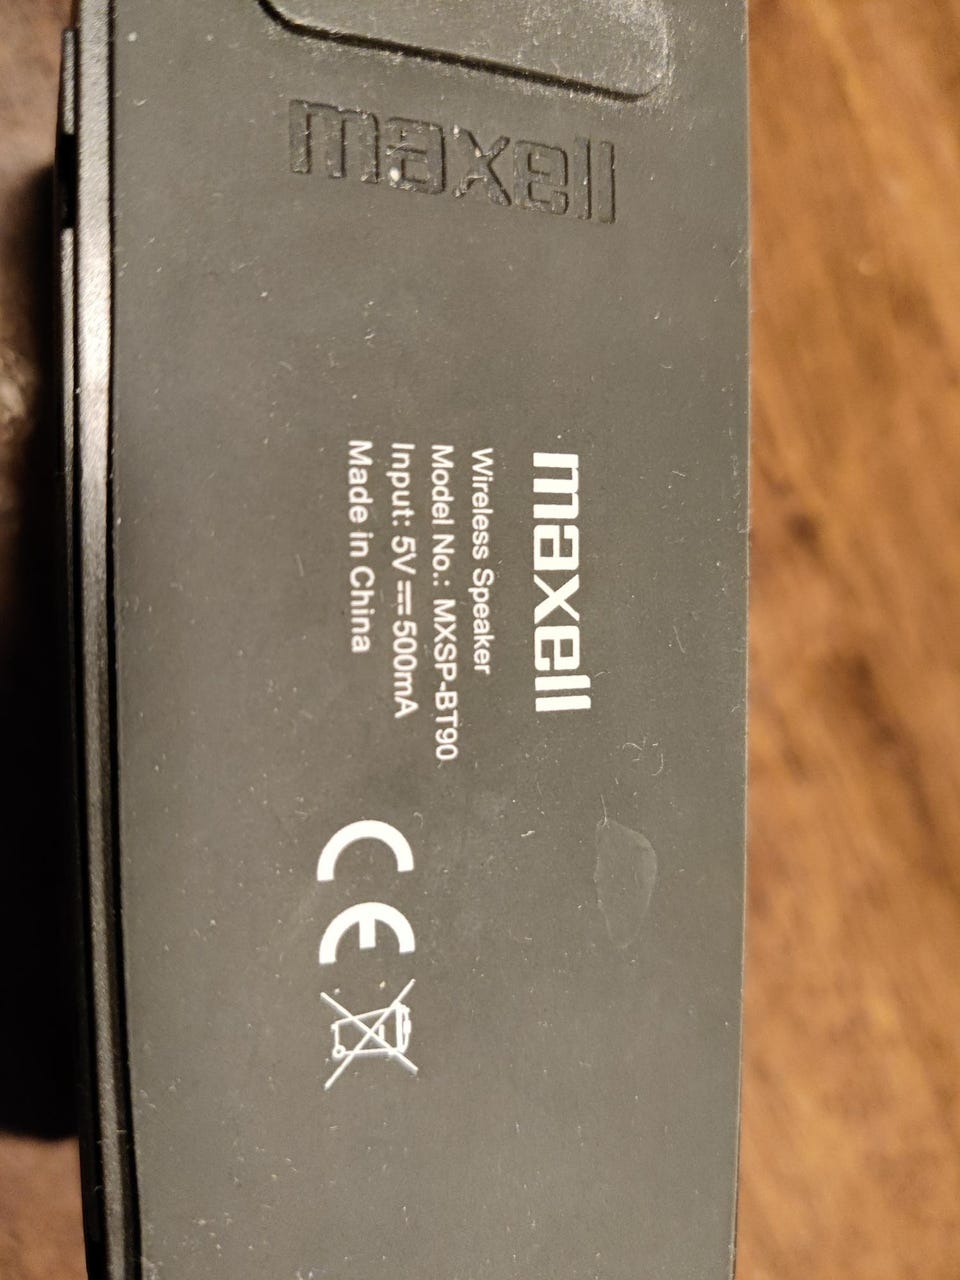 maxell
maxell
Wireless Speaker
Model No.: MXSP-BT90
Input: 5V⎓500mA
Made in China
CE